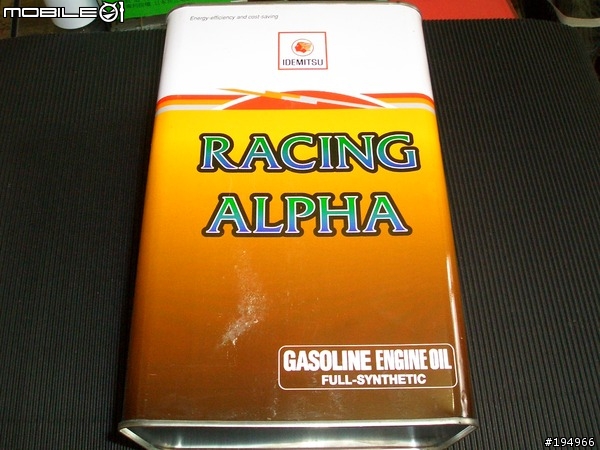 MOBILE01
Energy efficiency and cost-saving
IDEMITSU
RACING
ALPHA
GASOLINE ENGINE OIL
FULL-SYNTHETIC
#194966